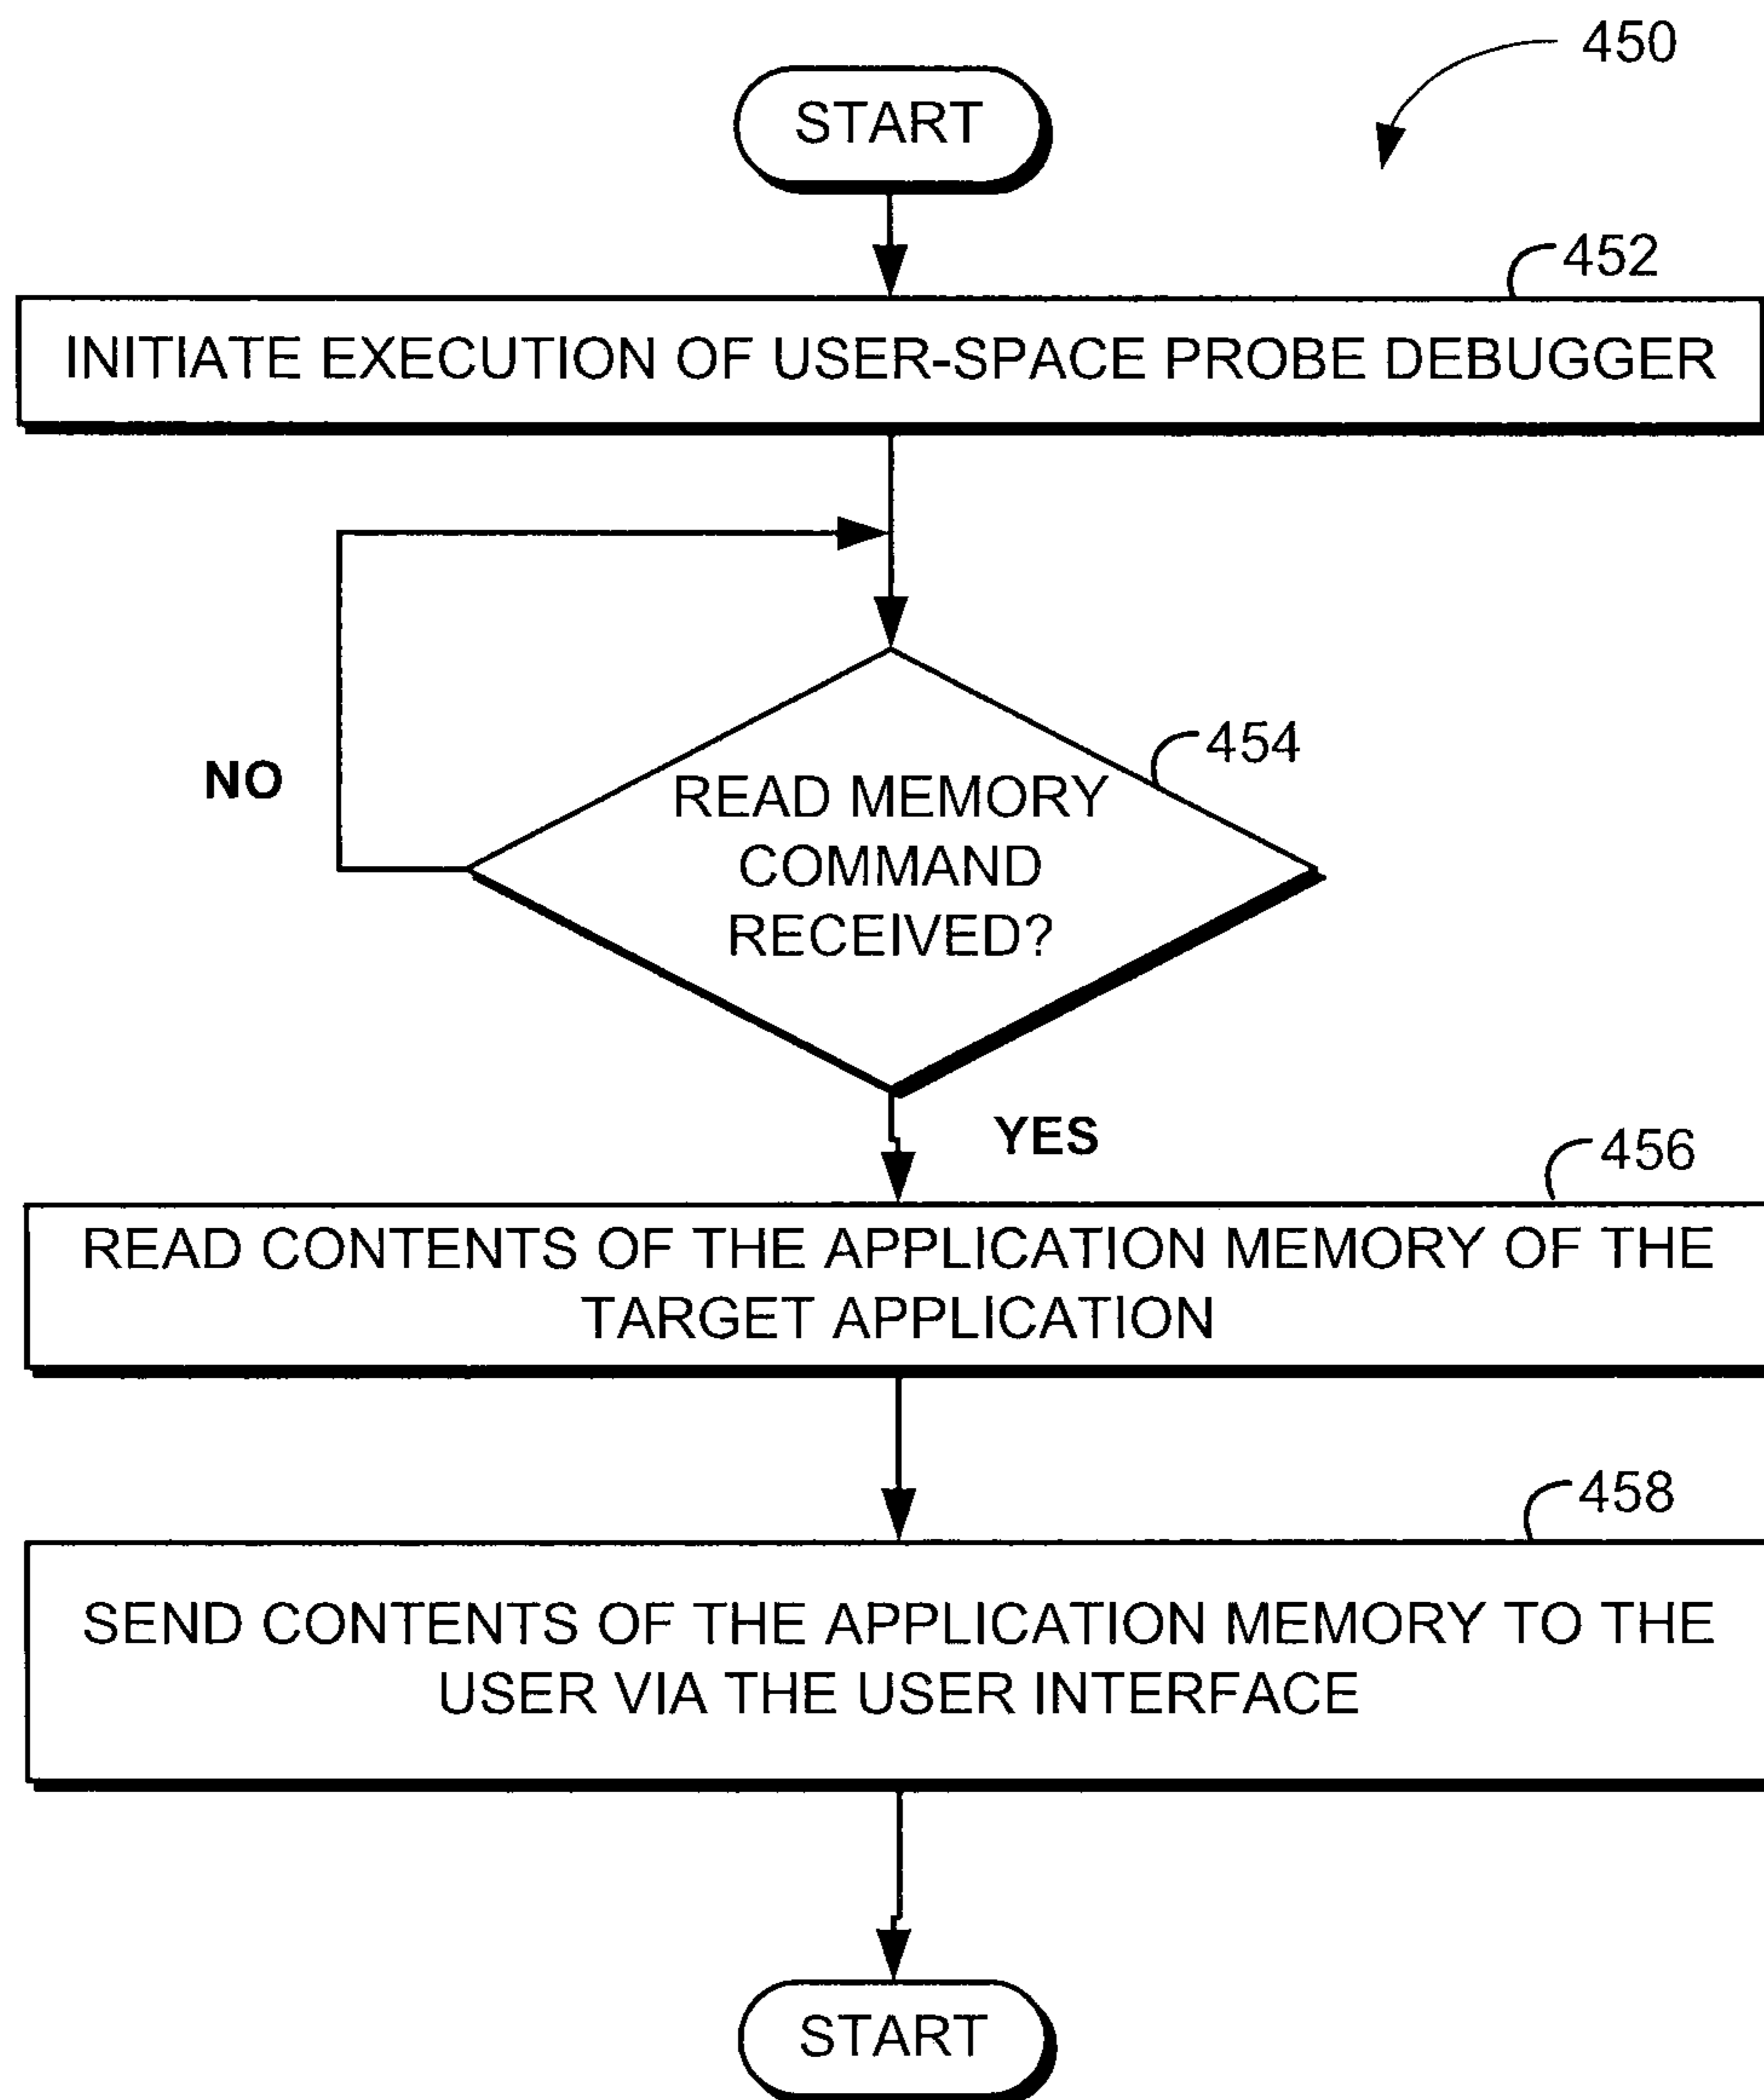 450
START
452
INITIATE EXECUTION OF USER-SPACE PROBE DEBUGGER
454
NO
READ MEMORY
COMMAND
RECEIVED?
YES
456
READ CONTENTS OF THE APPLICATION MEMORY OF THE
TARGET APPLICATION
458
SEND CONTENTS OF THE APPLICATION MEMORY TO THE
USER VIA THE USER INTERFACE
START